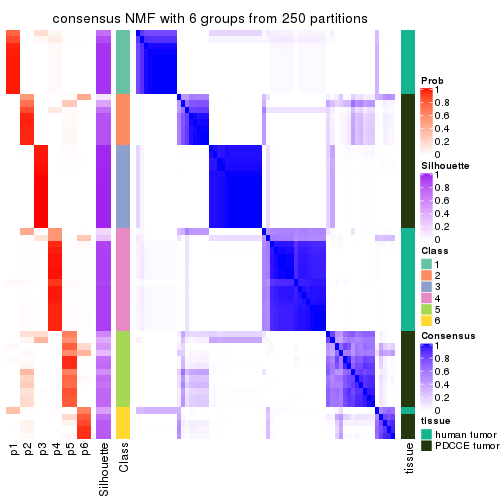 consensus NMF with 6 groups from 250 partitions
Prob
1
0.8
0.6
0.4
0.2
0
Silhouette
1
0.8
0.6
0.4
0.2
0
Class
1
2
3
4
5
6
Consensus
1
0.8
0.6
0.4
0.2
0
tissue
human tumor
PDCCE tumor
p1
p2
p3
p4
p5
p6
Silhouette
Class
tissue